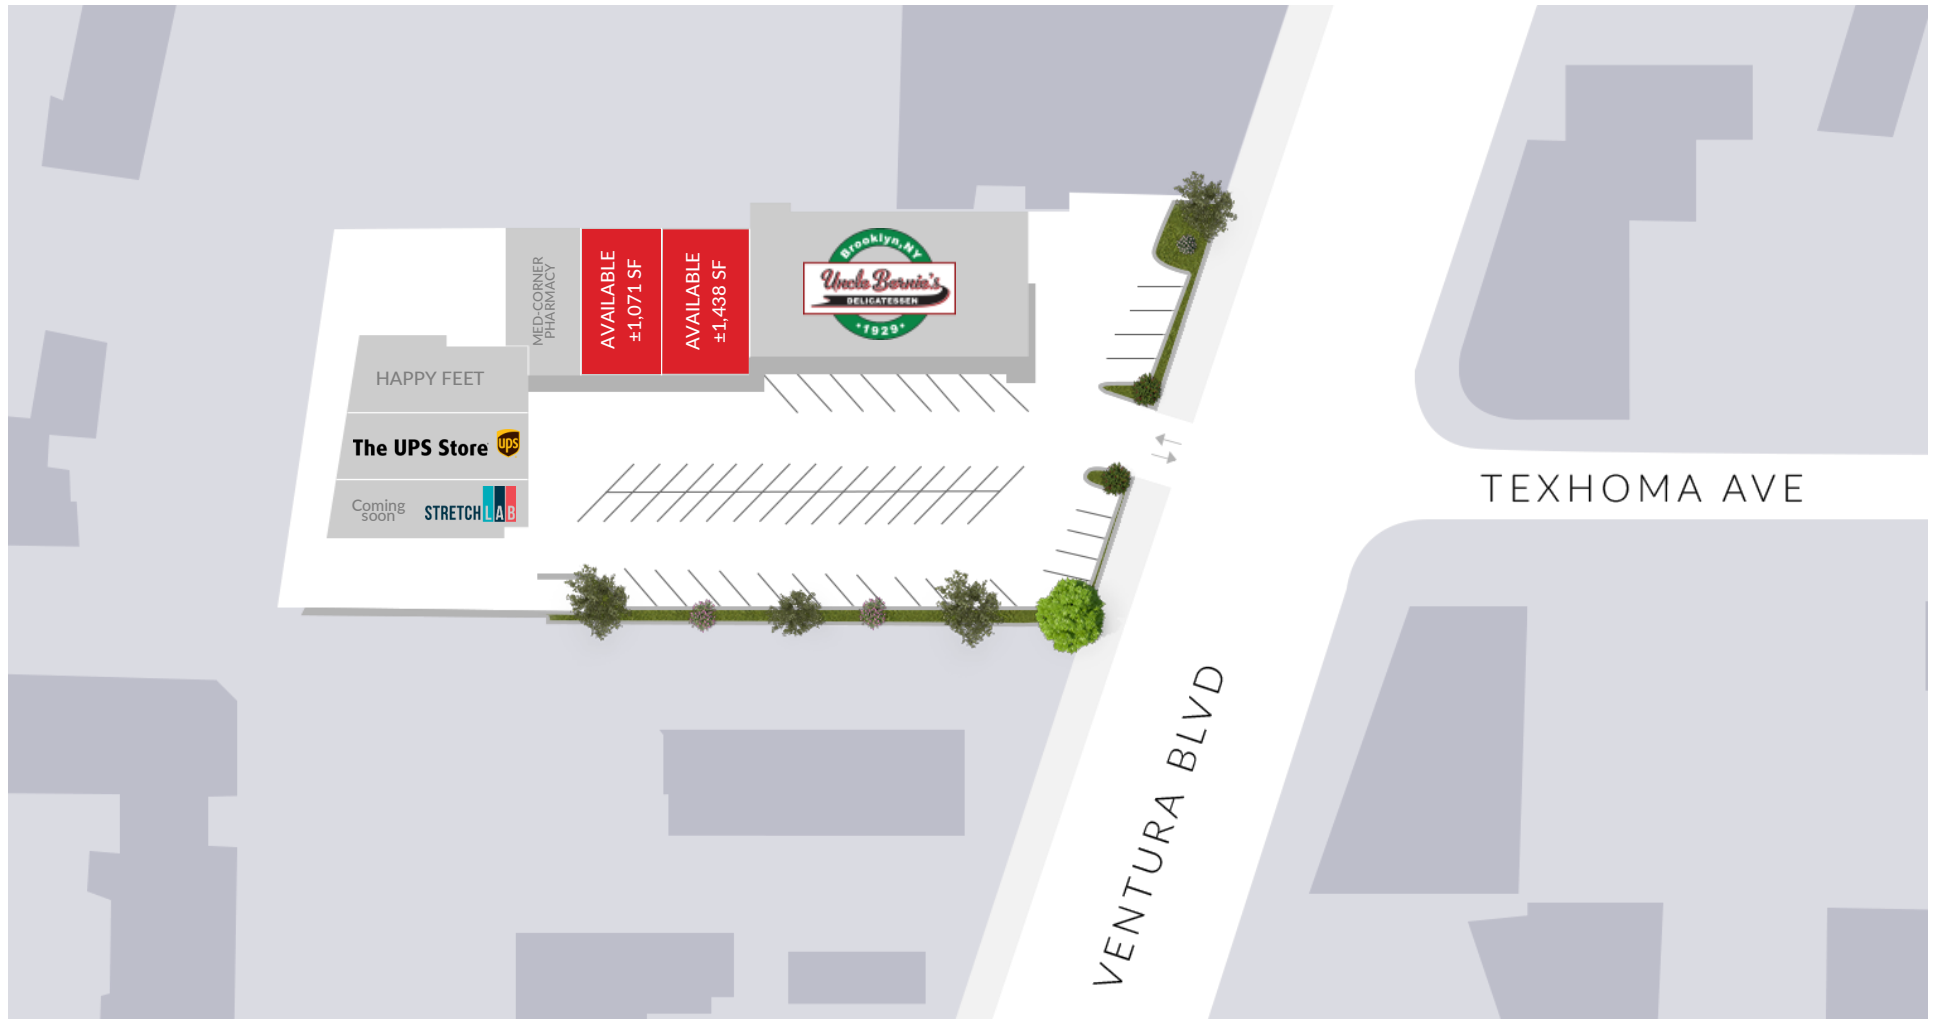 MED-CORNER
PHARMACY
AVAILABLE
±1,071 SF
AVAILABLE
±1,438 SF
Brooklyn, NY
Uncle Bernie's
DELICATESSEN
• 1929 •
HAPPY FEET
The UPS Store
ups
Coming
soon
STRETCH LAB
TEXHOMA AVE
VENTURA BLVD